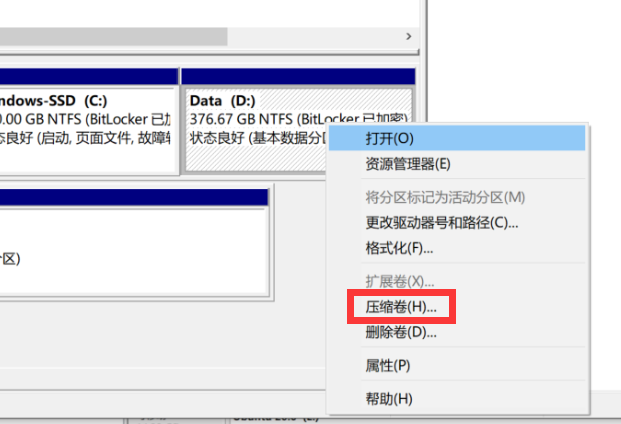 ndows-SSD (C:)
.00 GB NTFS (BitLocker 已加
态良好 (启动, 页面文件, 故障转
Data (D:)
376.67 GB NTFS (BitLocker 已加密)
状态良好 (基本数据分区
区)
打开(O)
资源管理器(E)
将分区标记为活动分区(M)
更改驱动器号和路径(C)...
格式化(F)...
扩展卷(X)...
压缩卷(H)...
删除卷(D)...
属性(P)
帮助(H)